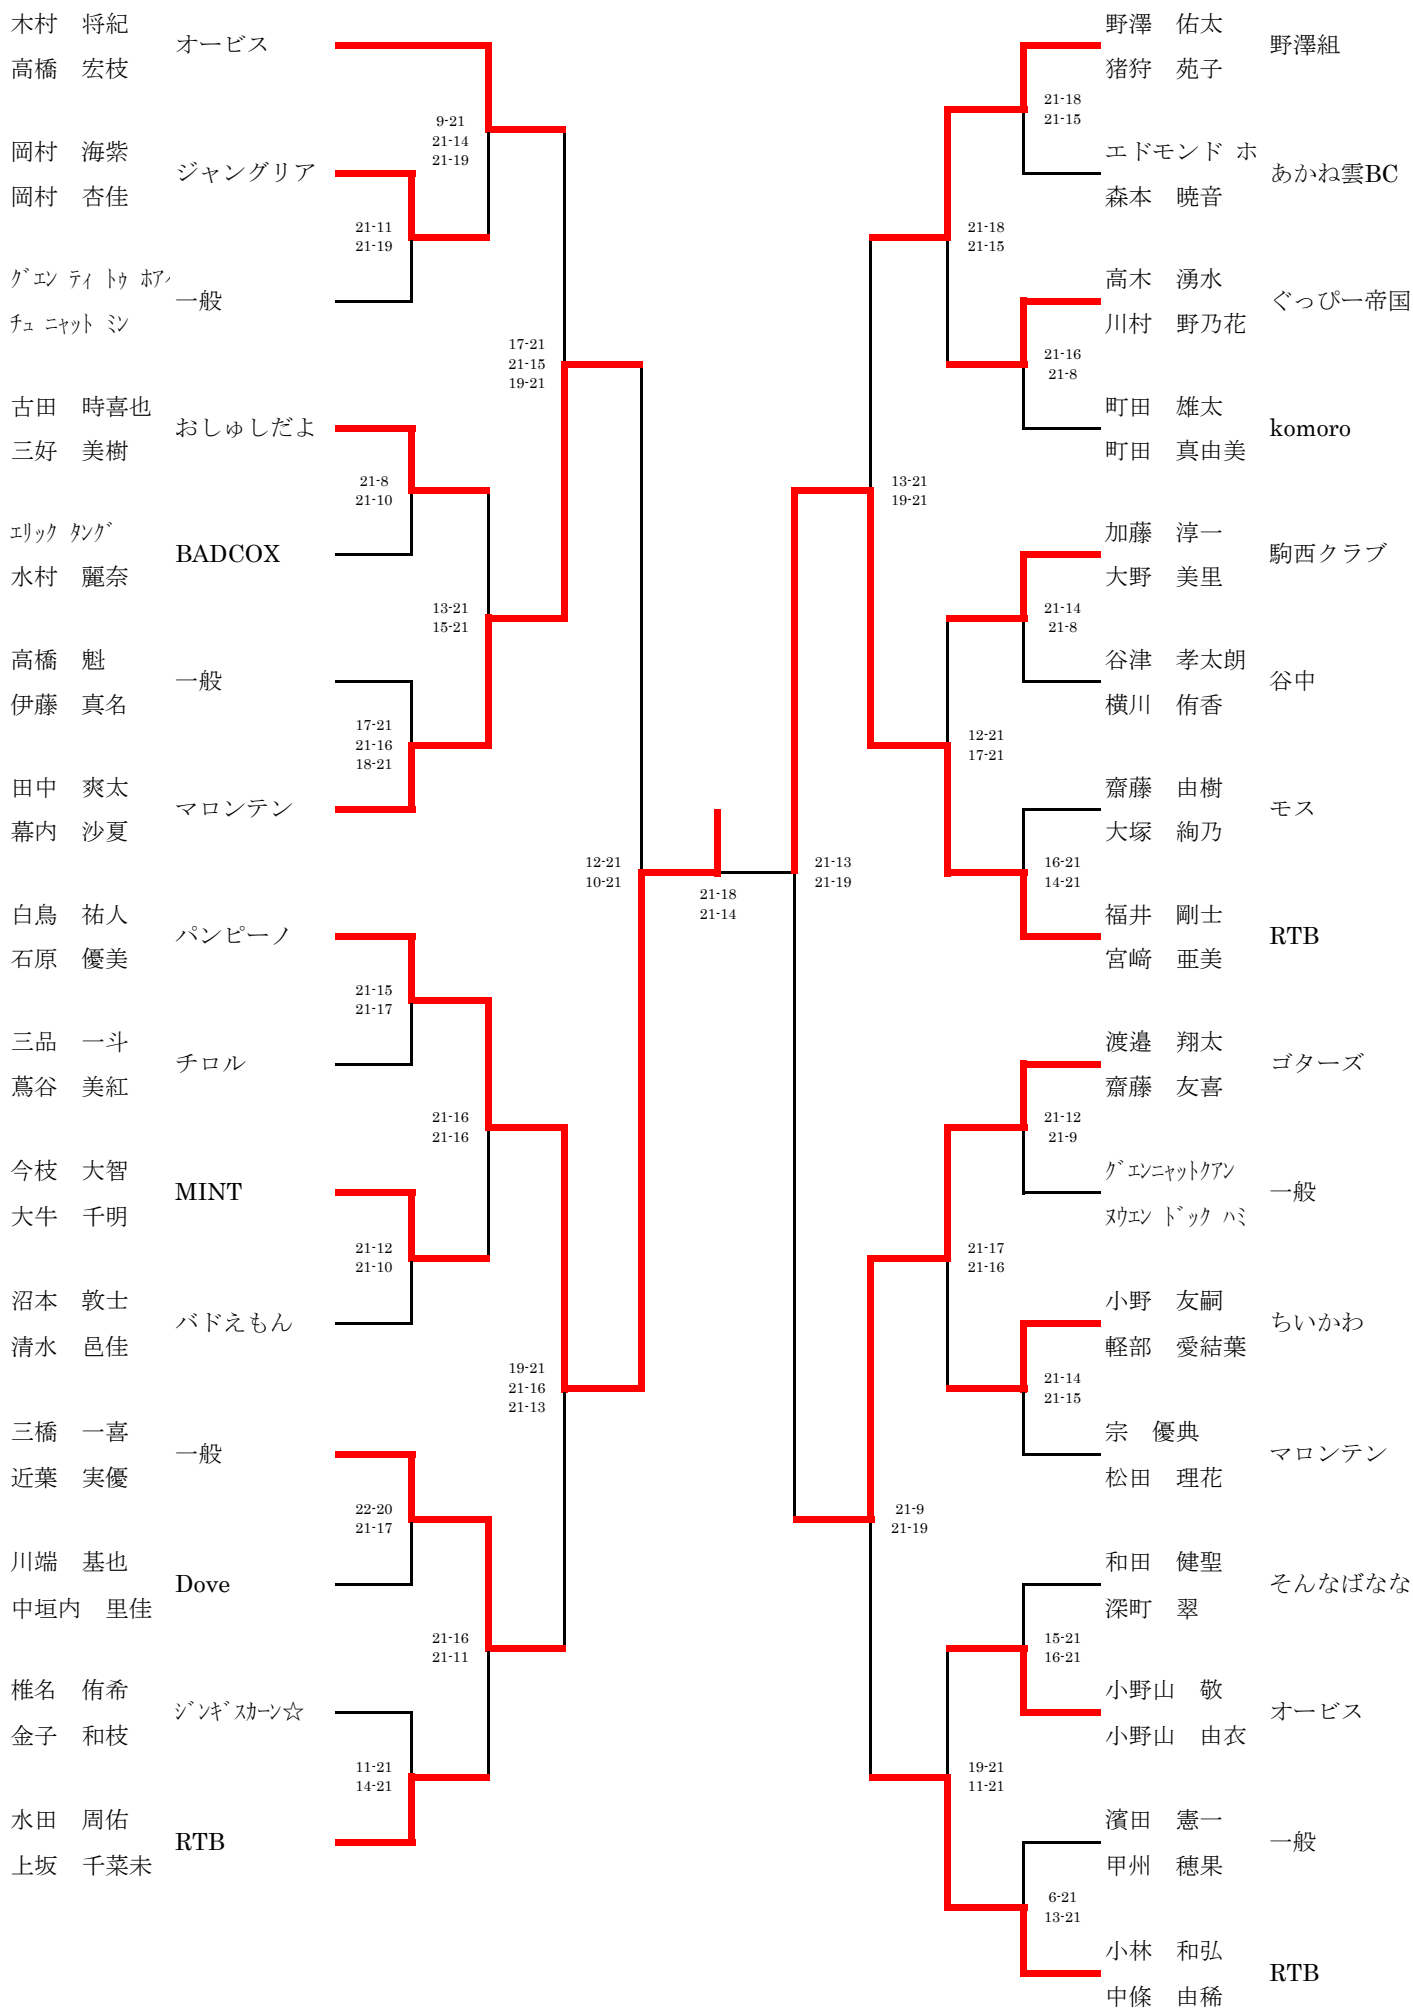 木村　将紀
オービス
高橋　宏枝
9-21
21-14
21-19
岡村　海紫
ジャングリア
岡村　杏佳
21-11
21-19
ｸﾞｴﾝ ﾃｨ ﾄｩ ﾎｱﾝ
一般
ﾁｭ ﾆｬｯﾄ ﾐﾝ
17-21
21-15
19-21
古田　時喜也
おしゅしだよ
三好　美樹
21-8
21-10
ｴﾘｯｸ ﾀﾝｸﾞ
BADCOX
水村　麗奈
13-21
15-21
高橋　魁
一般
伊藤　真名
17-21
21-16
18-21
田中　爽太
マロンテン
幕内　沙夏
12-21
10-21
白鳥　祐人
パンピーノ
石原　優美
21-15
21-17
三品　一斗
チロル
蔦谷　美紅
21-16
21-16
今枝　大智
MINT
大牛　千明
21-12
21-10
沼本　敦士
バドえもん
清水　邑佳
19-21
21-16
21-13
三橋　一喜
一般
近葉　実優
22-20
21-17
川端　基也
Dove
中垣内　里佳
21-16
21-11
椎名　侑希
ｼﾞﾝｷﾞｽｶｰﾝ☆
金子　和枝
11-21
14-21
水田　周佑
RTB
上坂　千菜未
21-18
21-14
野澤　佑太
野澤組
猪狩　苑子
21-18
21-15
エドモンド ホ
あかね雲BC
森本　暁音
21-18
21-15
高木　湧水
ぐっぴー帝国
川村　野乃花
21-16
21-8
町田　雄太
komoro
町田　真由美
13-21
19-21
加藤　淳一
駒西クラブ
大野　美里
21-14
21-8
谷津　孝太朗
谷中
横川　侑香
12-21
17-21
齋藤　由樹
モス
大塚　絢乃
16-21
14-21
福井　剛士
RTB
宮﨑　亜美
21-13
21-19
渡邉　翔太
ゴターズ
齋藤　友喜
21-12
21-9
ｸﾞｴﾝﾆｬｯﾄｸｱﾝ
一般
ﾇｳｴﾝ ﾄﾞｯｸ ﾊﾐ
21-17
21-16
小野　友嗣
ちいかわ
軽部　愛結葉
21-14
21-15
宗　優典
マロンテン
松田　理花
21-9
21-19
和田　健聖
そんなばなな
深町　翠
15-21
16-21
小野山　敬
オービス
小野山　由衣
19-21
11-21
濱田　憲一
一般
甲州　穂果
6-21
13-21
小林　和弘
RTB
中條　由稀